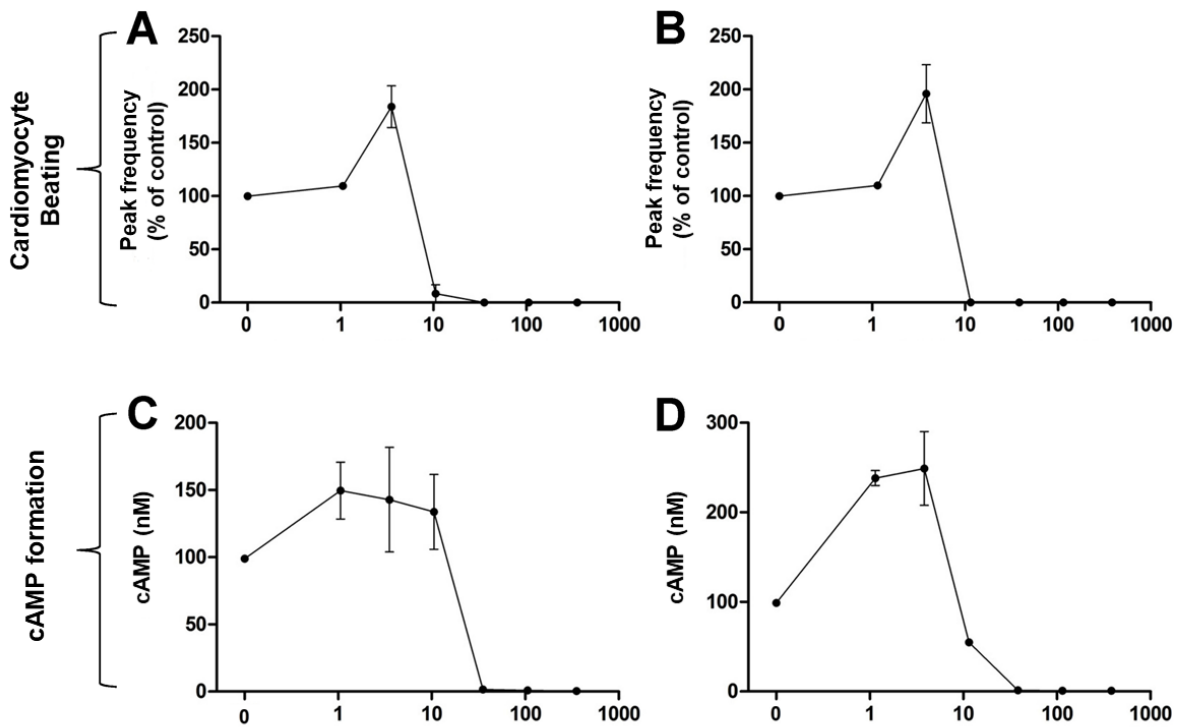 A
B
Cardiomyocyte
Beating
Peak frequency
(% of control)
250
200
150
100
50
0
0 1 10 100 1000
Peak frequency
(% of control)
250
200
150
100
50
0
0 1 10 100 1000
C
D
cAMP formation
cAMP (nM)
200
150
100
50
0
0 1 10 100 1000
cAMP (nM)
300
200
100
0
0 1 10 100 1000